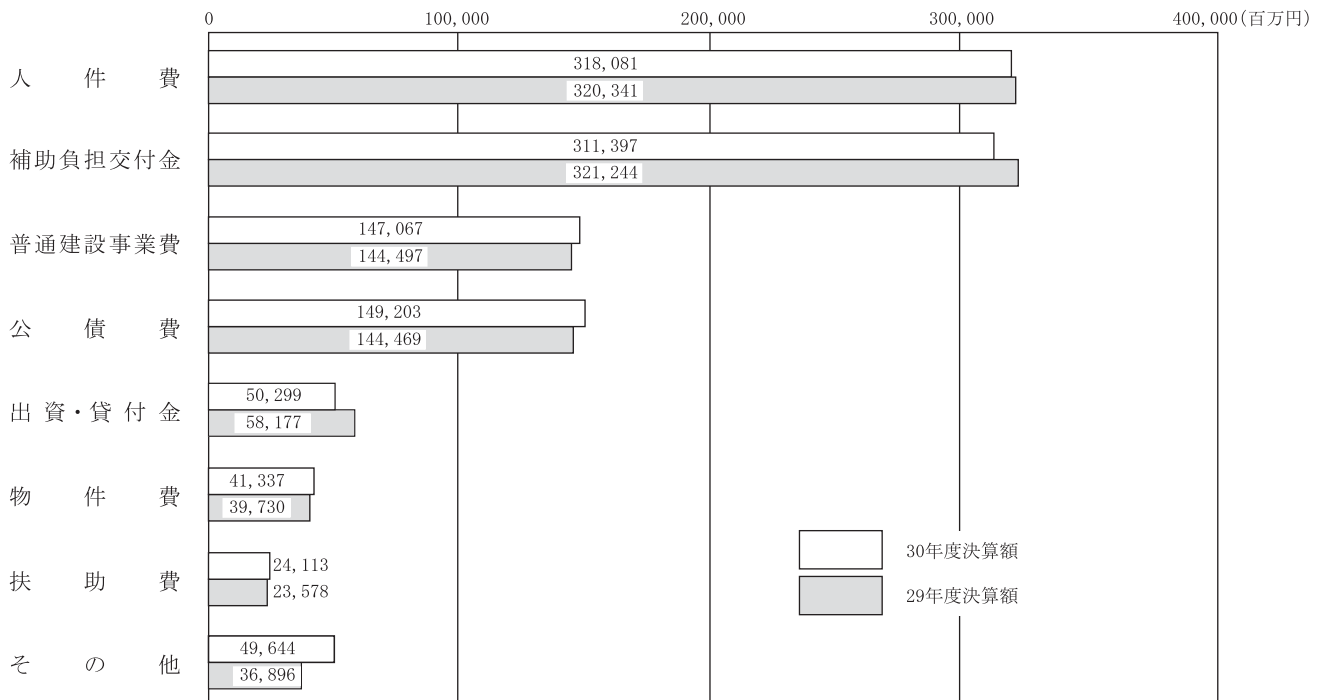 0 100,000 200,000 300,000 400,000(百万円)
人件費
318,081
320,341
補助負担交付金
311,397
321,244
普通建設事業費
147,067
144,497
公債費
149,203
144,469
出資・貸付金
50,299
58,177
物件費
41,337
39,730
30年度決算額
扶助費
24,113
23,578
29年度決算額
その他
49,644
36,896